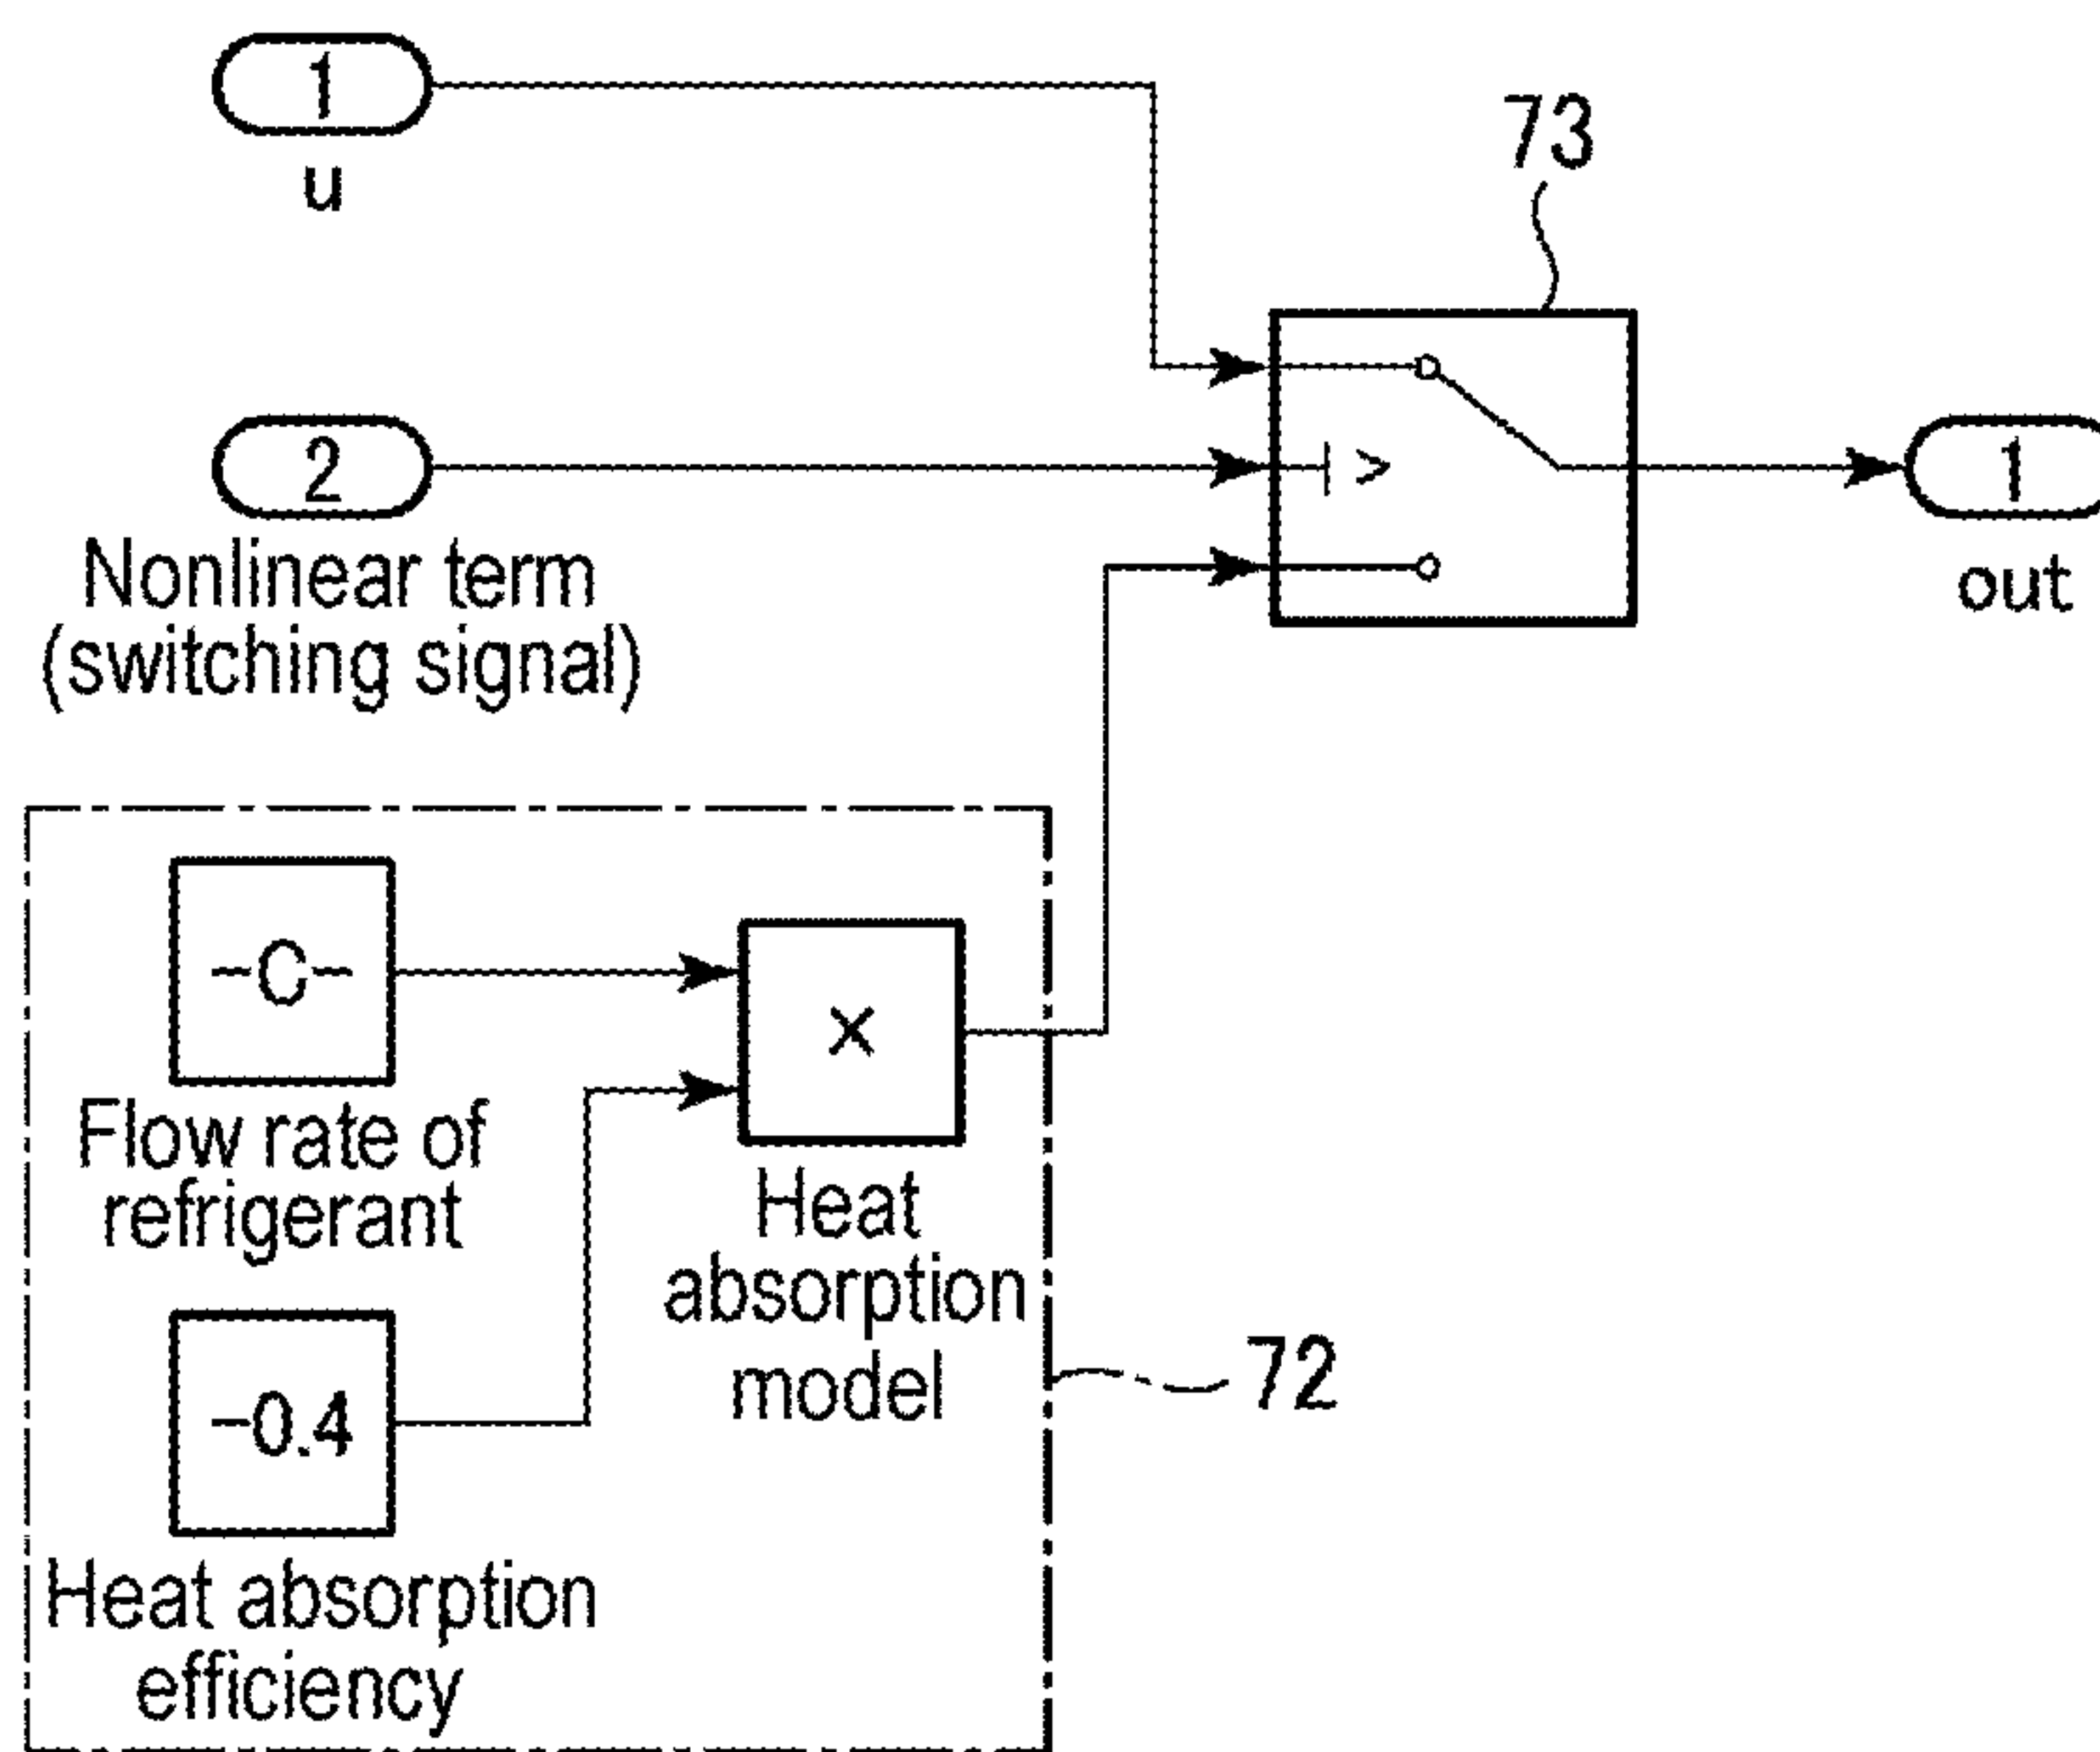 1
u
73
2
Nonlinear term
(switching signal)
>
1
out
-C-
Flow rate of
refrigerant
×
Heat
absorption
model
72
-0.4
Heat absorption
efficiency